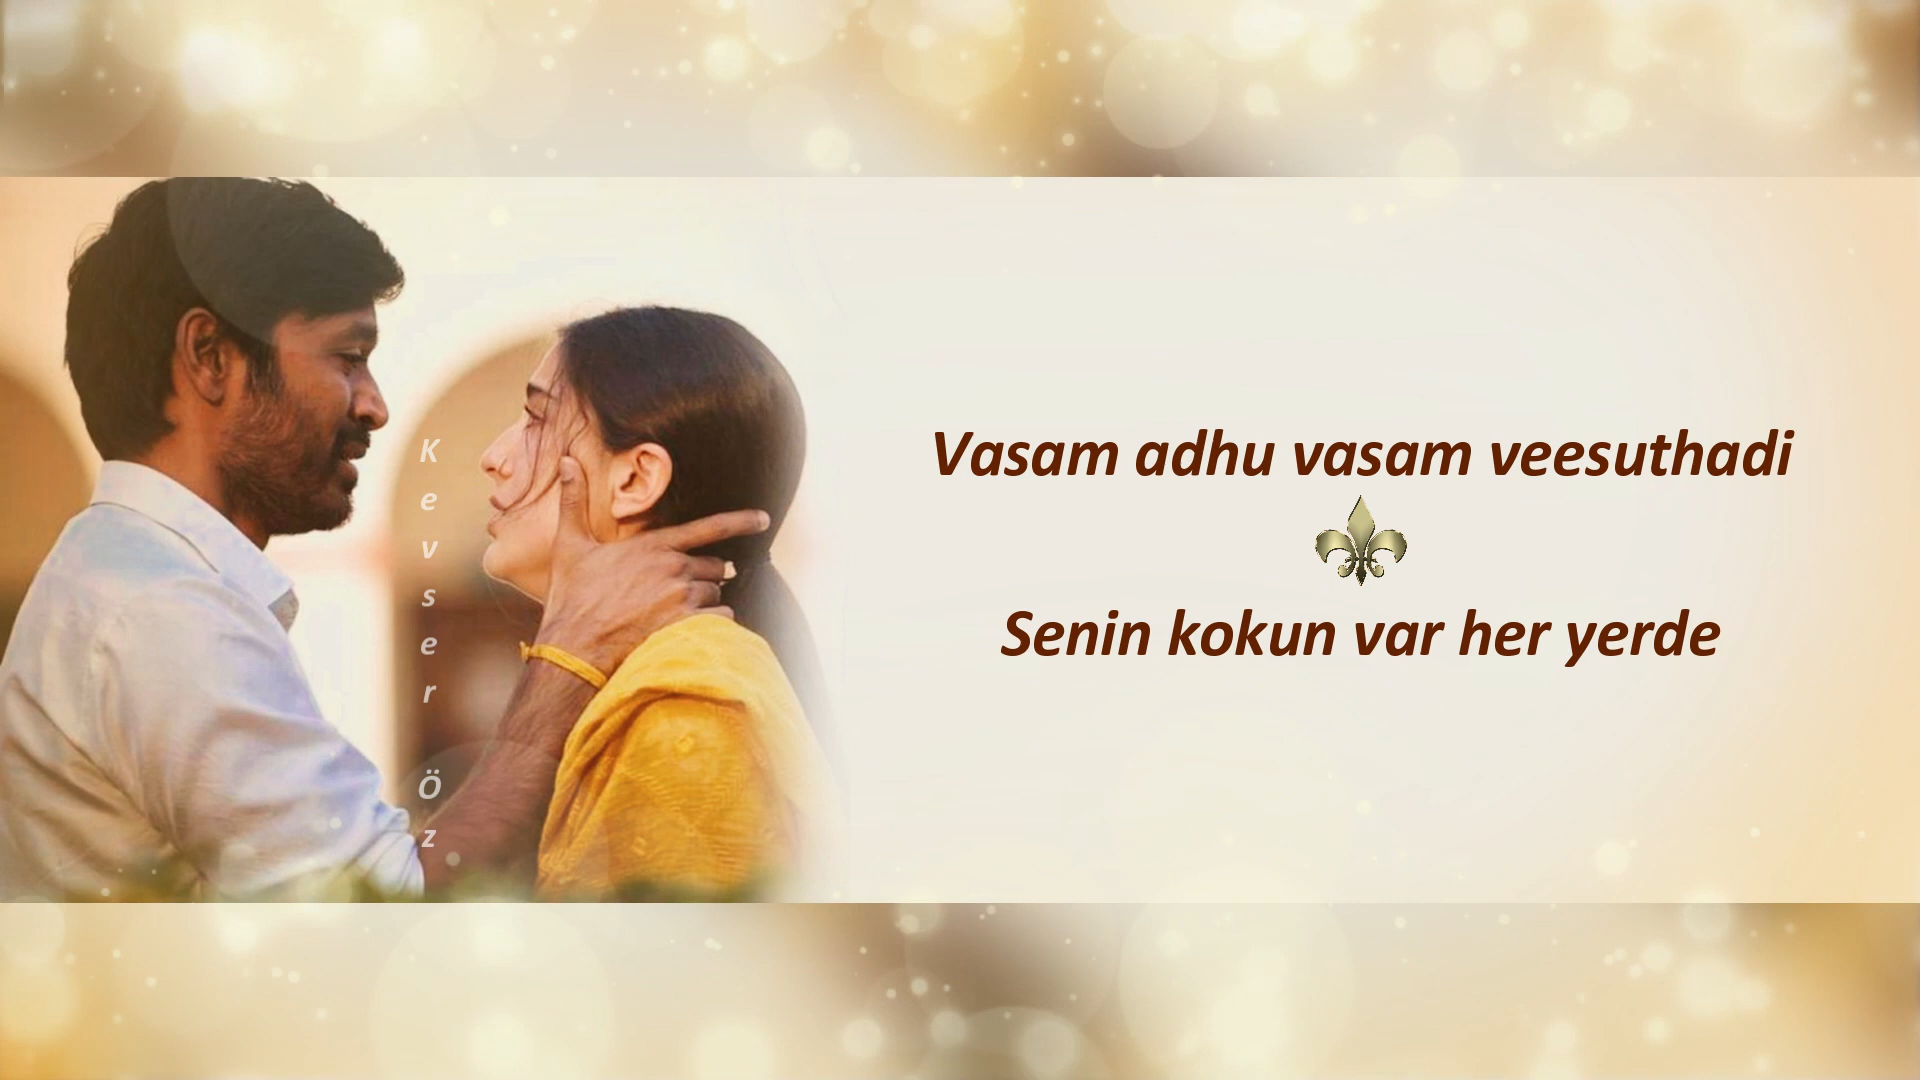 Vasam adhu vasam veesuthadi
Senin kokun var her yerde
Kevser Öz